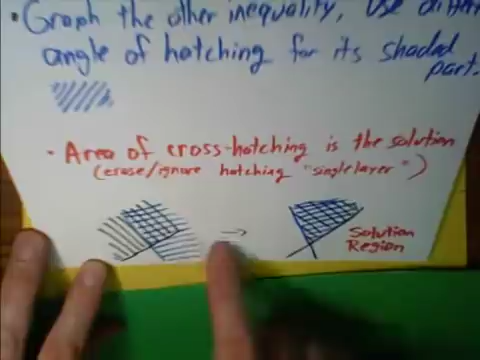 • Graph the other inequality, use
angle of hatching for its shaded
part.
• Area of cross-hatching is the solution
(erase/ignore hatching "single layer")
→
Solution
Region